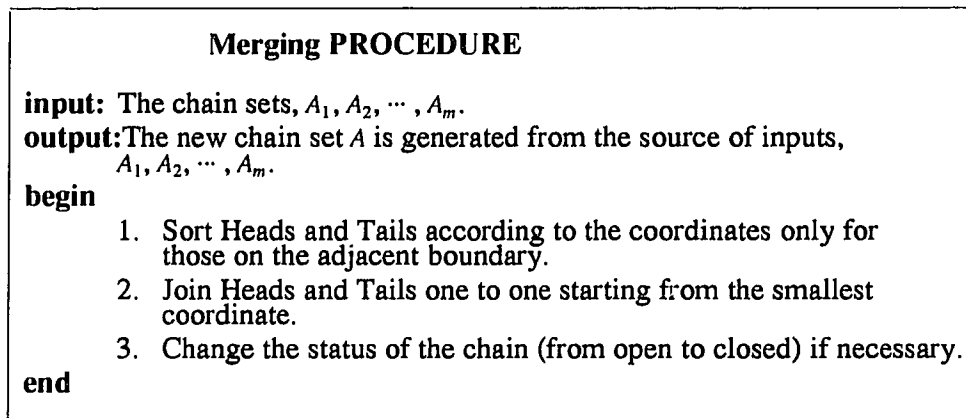 Merging PROCEDURE
input: The chain sets, A₁, A₂, ⋯ , Aₘ.
output:The new chain set A is generated from the source of inputs,
A₁, A₂, ⋯ , Aₘ.
begin
1. Sort Heads and Tails according to the coordinates only for
those on the adjacent boundary.
2. Join Heads and Tails one to one starting from the smallest
coordinate.
3. Change the status of the chain (from open to closed) if necessary.
end